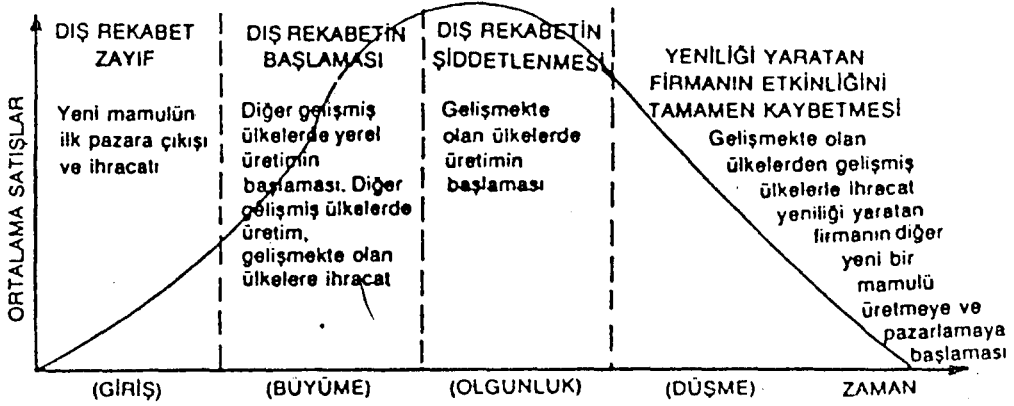 ORTALAMA SATIŞLAR
DIŞ REKABET
ZAYIF
Yeni mamulün
ilk pazara çıkışı
ve ihracatı
DIŞ REKABETİN
BAŞLAMASI
Diğer gelişmiş
ülkelerde yerel
üretimin
başlaması. Diğer
gelişmiş ülkelerde
üretim,
gelişmekte olan
ülkelere ihracat
DIŞ REKABETİN
ŞİDDETLENMESİ
Gelişmekte
olan ülkelerde
üretimin
başlaması
YENİLİĞİ YARATAN
FİRMANIN ETKİNLİĞİNİ
TAMAMEN KAYBETMESİ
Gelişmekte olan
ülkelerden gelişmiş
ülkelerle ihracat
yeniliği yaratan
firmanın diğer
yeni bir
mamulü
üretmeye ve
pazarlamaya
başlaması
(GİRİŞ)
(BÜYÜME)
(OLGUNLUK)
(DÜŞME)
ZAMAN